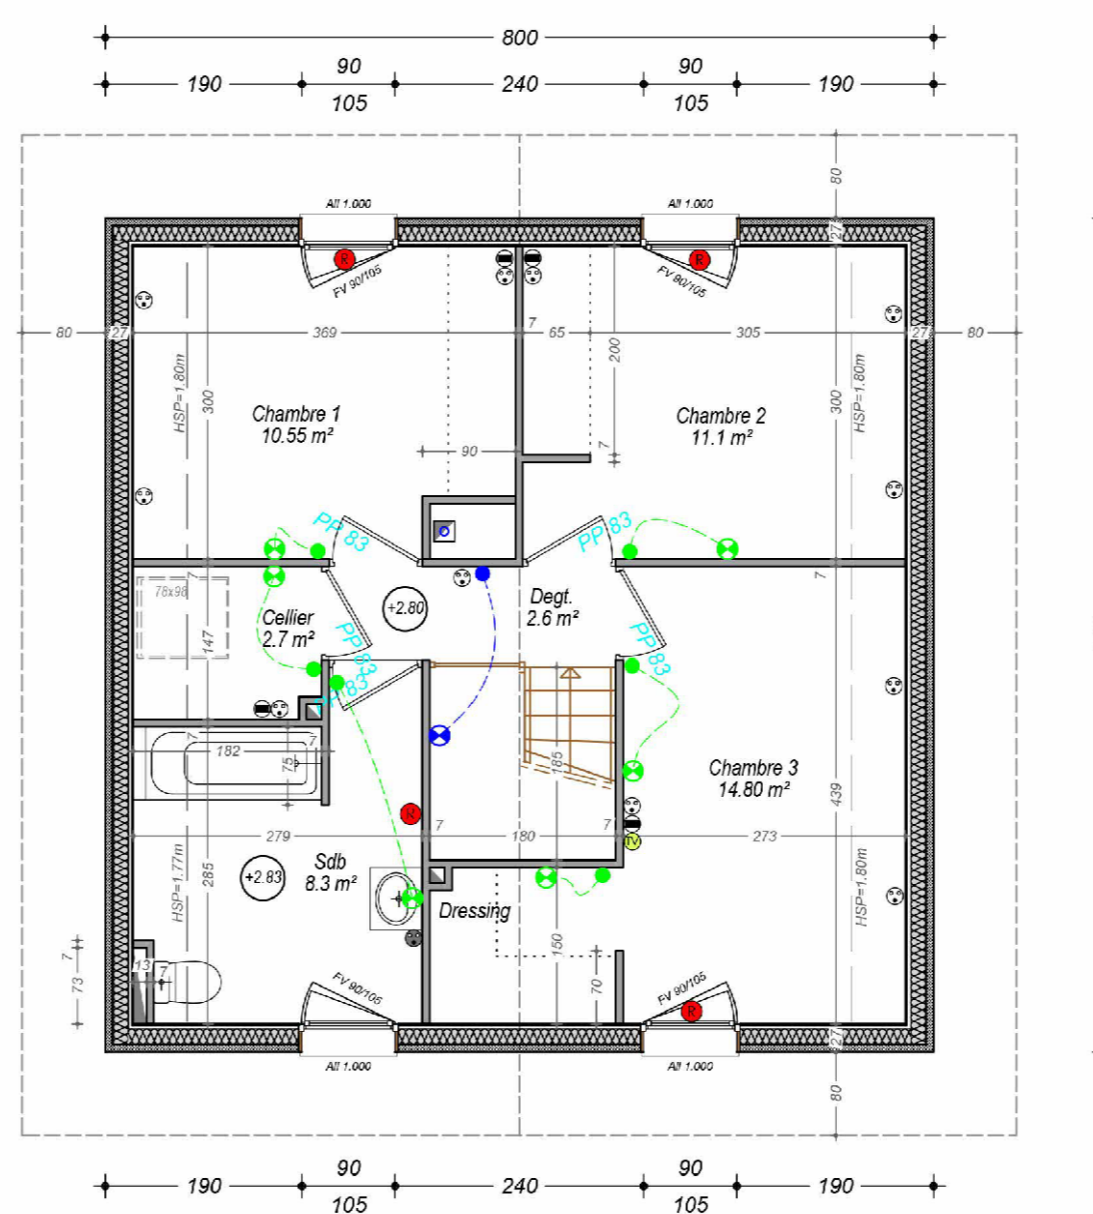 800
90
90
190
240
190
105
105
80
All 1.000
All 1.000
27
R
R
FV 90/105
FV 90/105
80
27
369
7
65
305
27
80
200
HSP=1.80m
300
300
HSP=1.80m
Chambre 1
10.55 m²
Chambre 2
11.1 m²
7
90
PP 83
PP 83
7
7
78x98
Cellier
2.7 m²
147
+2.80
Degt.
2.6 m²
PP 83
PP 83
PP 83
7
182
7
75
185
R
Chambre 3
14.80 m²
439
279
7
180
7
273
TV
HSP=1.77m
285
+2.83
Sdb
8.3 m²
Dressing
150
HSP=1.80m
7
73
13
7
70
FV 90/105
FV 90/105
R
27
All 1.000
All 1.000
80
90
90
190
240
190
105
105